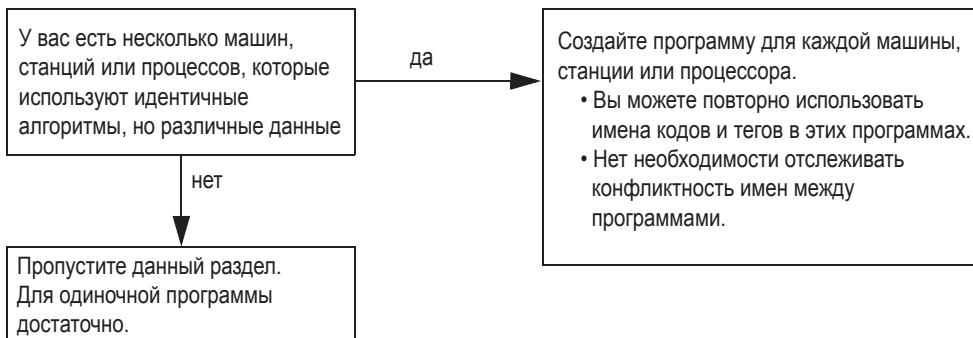 У вас есть несколько машин,
станций или процессов, которые
используют идентичные
алгоритмы, но различные данные
да
Создайте программу для каждой машины,
станции или процессора.
• Вы можете повторно использовать
имена кодов и тегов в этих программах.
• Нет необходимости отслеживать
конфликтность имен между
программами.
нет
Пропустите данный раздел.
Для одиночной программы
достаточно.